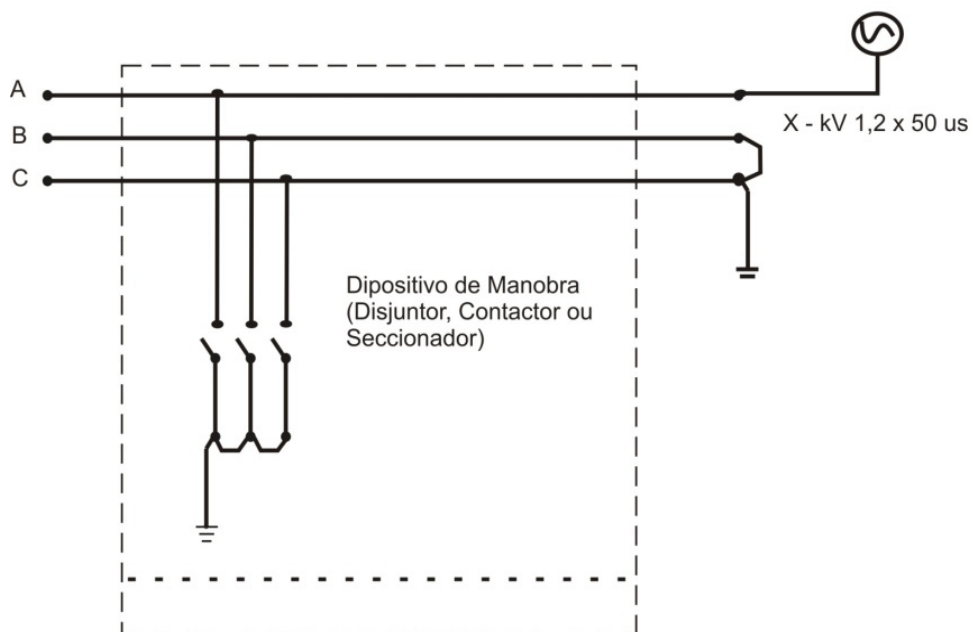 A
B
C
X - kV 1,2 x 50 us
Dipositivo de Manobra
(Disjuntor, Contactor ou
Seccionador)